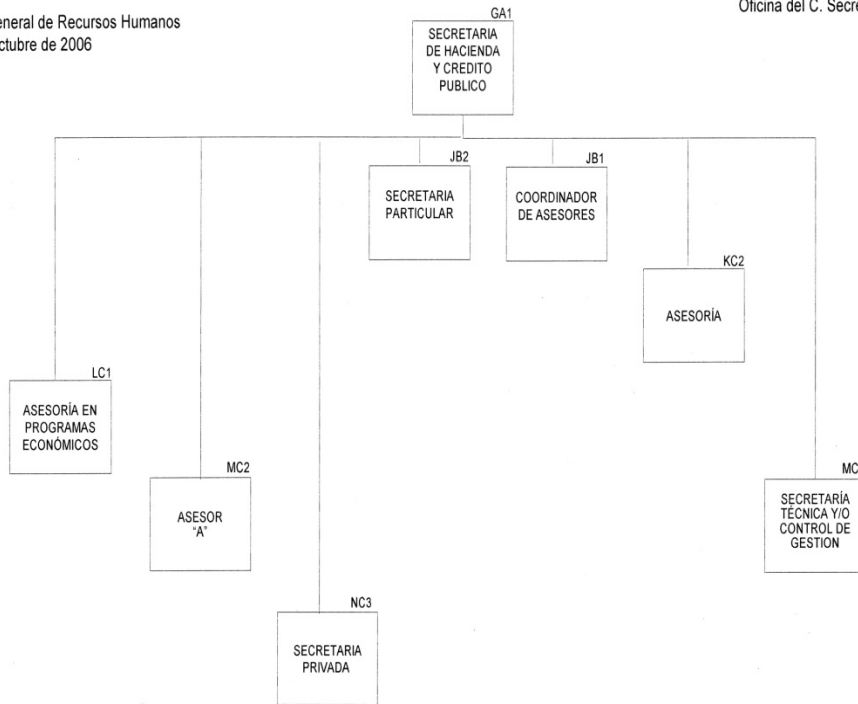 eneral de Recursos Humanos
ctubre de 2006
Oficina del C. Secre
GA1
SECRETARIA
DE HACIENDA
Y CREDITO
PUBLICO
JB2
SECRETARIA
PARTICULAR
JB1
COORDINADOR
DE ASESORES
KC2
ASESORÍA
LC1
ASESORÍA EN
PROGRAMAS
ECONÓMICOS
MC2
ASESOR
"A"
MC
SECRETARÍA
TÉCNICA Y/O
CONTROL DE
GESTION
NC3
SECRETARIA
PRIVADA